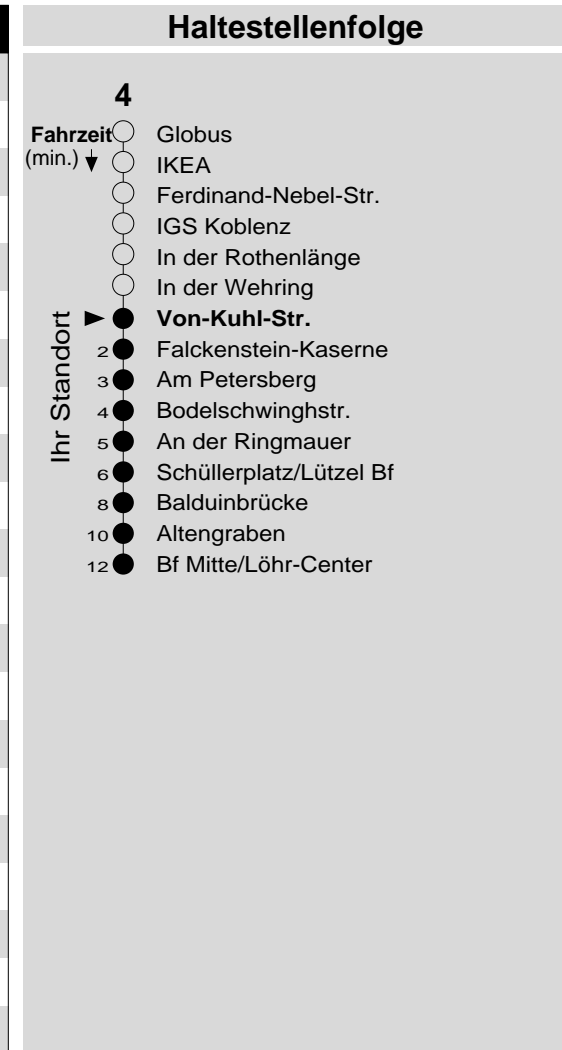 Haltestellenfolge
4
Fahrzeit Globus
(min.) IKEA
Ferdinand-Nebel-Str.
IGS Koblenz
In der Rothenlänge
In der Wehring
Ihr Standort
Von-Kuhl-Str.
2 Falckenstein-Kaserne
3 Am Petersberg
4 Bodelschwinghstr.
5 An der Ringmauer
6 Schüllerplatz/Lützel Bf
8 Balduinbrücke
10 Altengraben
12 Bf Mitte/Löhr-Center